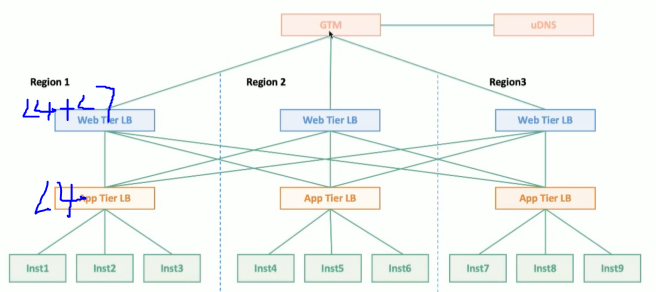 GTM
uDNS
Region 1
Region 2
Region3
L4+L7
Web Tier LB
Web Tier LB
Web Tier LB
L4
App Tier LB
App Tier LB
App Tier LB
Inst1
Inst2
Inst3
Inst4
Inst5
Inst6
Inst7
Inst8
Inst9